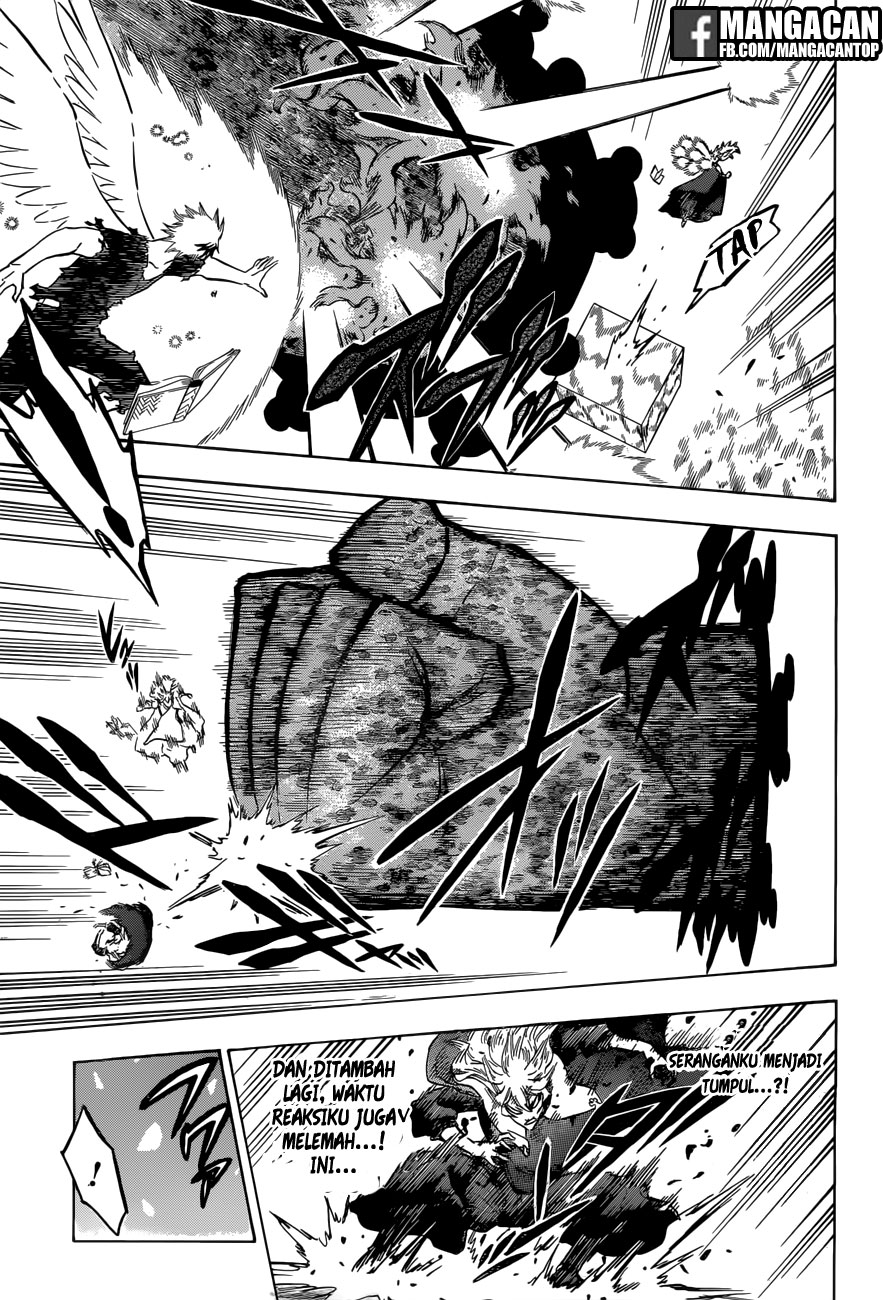 MANGACAN
FB.COM/MANGACANTOP
TAP
SERANGANKU MENJADI
TUMPUL...?!
DAN DITAMBAH
LAGI, WAKTU
REAKSIKU JUGA
MELEMAH...!
INI...
!